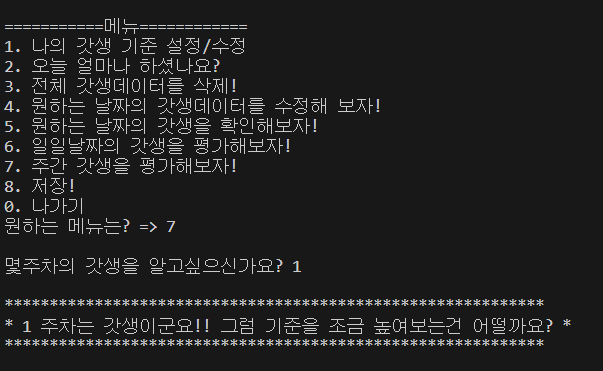 ===========메뉴============
1. 나의 갓생 기준 설정/수정
2. 오늘 얼마나 하셨나요?
3. 전체 갓생데이터를 삭제!
4. 원하는 날짜의 갓생데이터를 수정해 보자!
5. 원하는 날짜의 갓생을 확인해보자!
6. 일일날짜의 갓생을 평가해보자!
7. 주간 갓생을 평가해보자!
8. 저장!
0. 나가기
원하는 메뉴는? => 7
몇주차의 갓생을 알고싶으신가요? 1
************************************************************
* 1 주차는 갓생이군요!! 그럼 기준을 조금 높여보는건 어떨까요? *
************************************************************